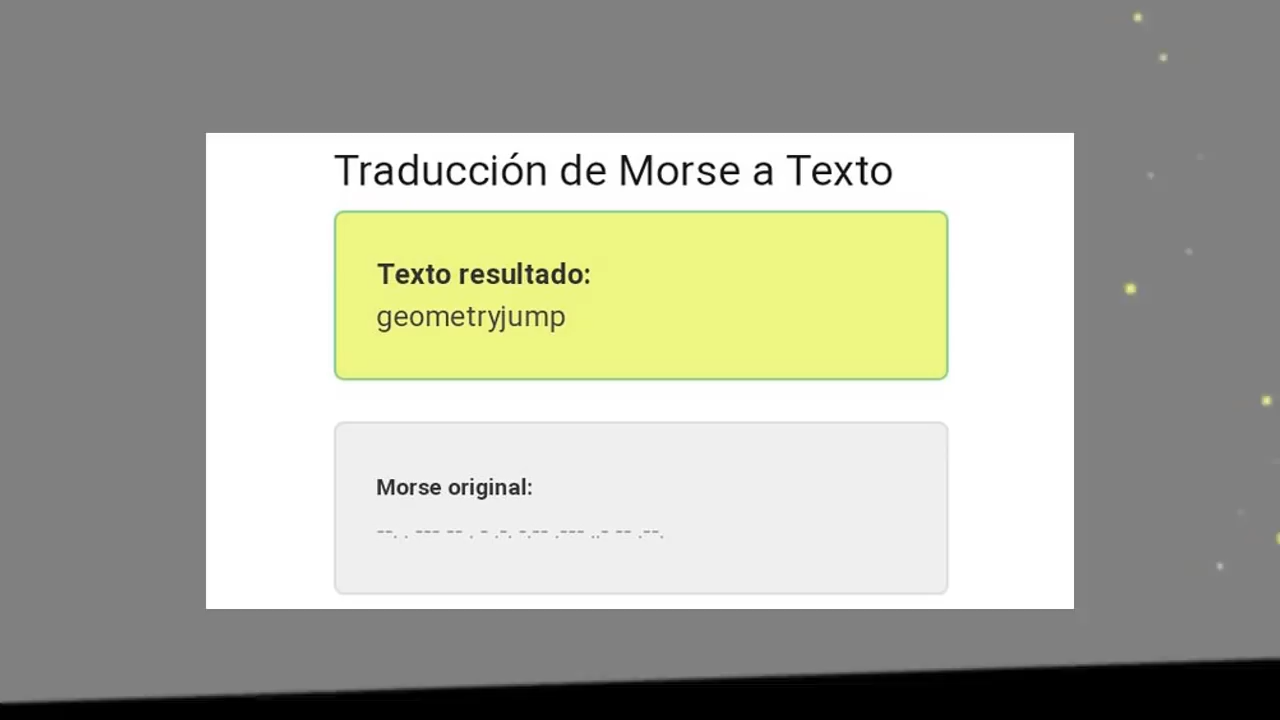 Traducción de Morse a Texto
Texto resultado:
geometryjump
Morse original:
--. . --- -- . - .-. -.-- .--- ..- -- .--.